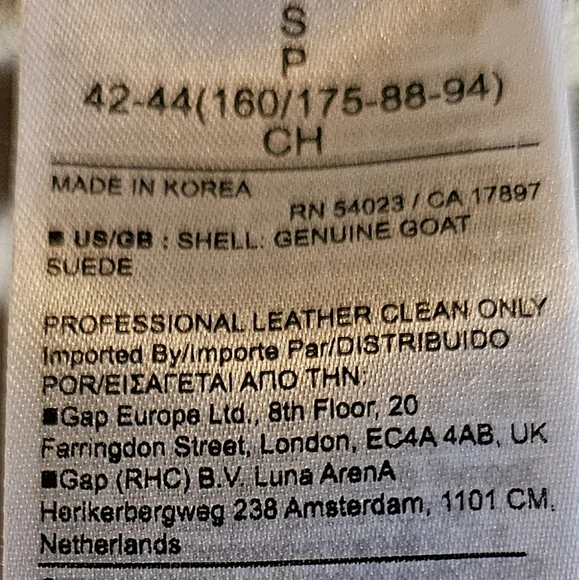 S
P
42-44(160/175-88-94)
CH
MADE IN KOREA
RN 54023 / CA 17897
■ US/GB : SHELL: GENUINE GOAT
SUEDE
PROFESSIONAL LEATHER CLEAN ONLY
Imported By/Importe Par/DISTRIBUIDO
POR/ΕΙΣΑΓΕΤΑΙ ΑΠΟ ΤΗΝ:
■Gap Europe Ltd., 8th Floor, 20
Farringdon Street, London, EC4A 4AB, UK
■Gap (RHC) B.V. Luna ArenA
Herikerbergweg 238 Amsterdam, 1101 CM,
Netherlands